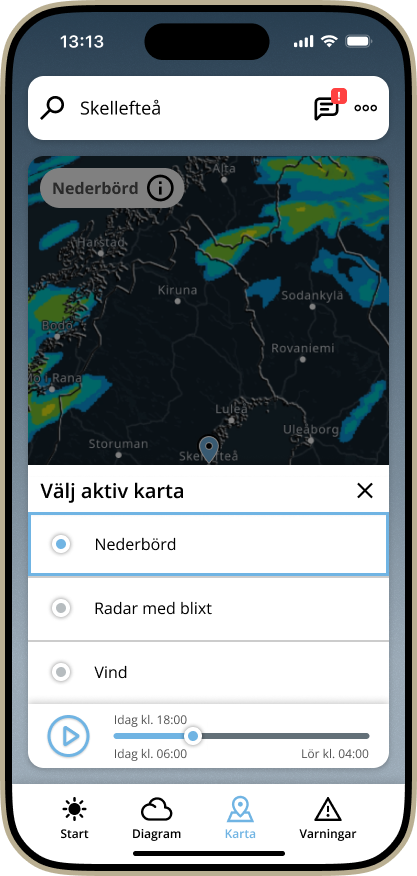 13:13
Skellefteå
!
Nederbörd i
Alta
Harstad
Kiruna
Sodankylä
Bodø
Rovaniemi
Mo i Rana
Luleå
Uleåborg
Storuman
Skellefteå
Välj aktiv karta
Nederbörd
Radar med blixt
Vind
Idag kl. 18:00
Idag kl. 06:00 Lör kl. 04:00
Start Diagram Karta Varningar